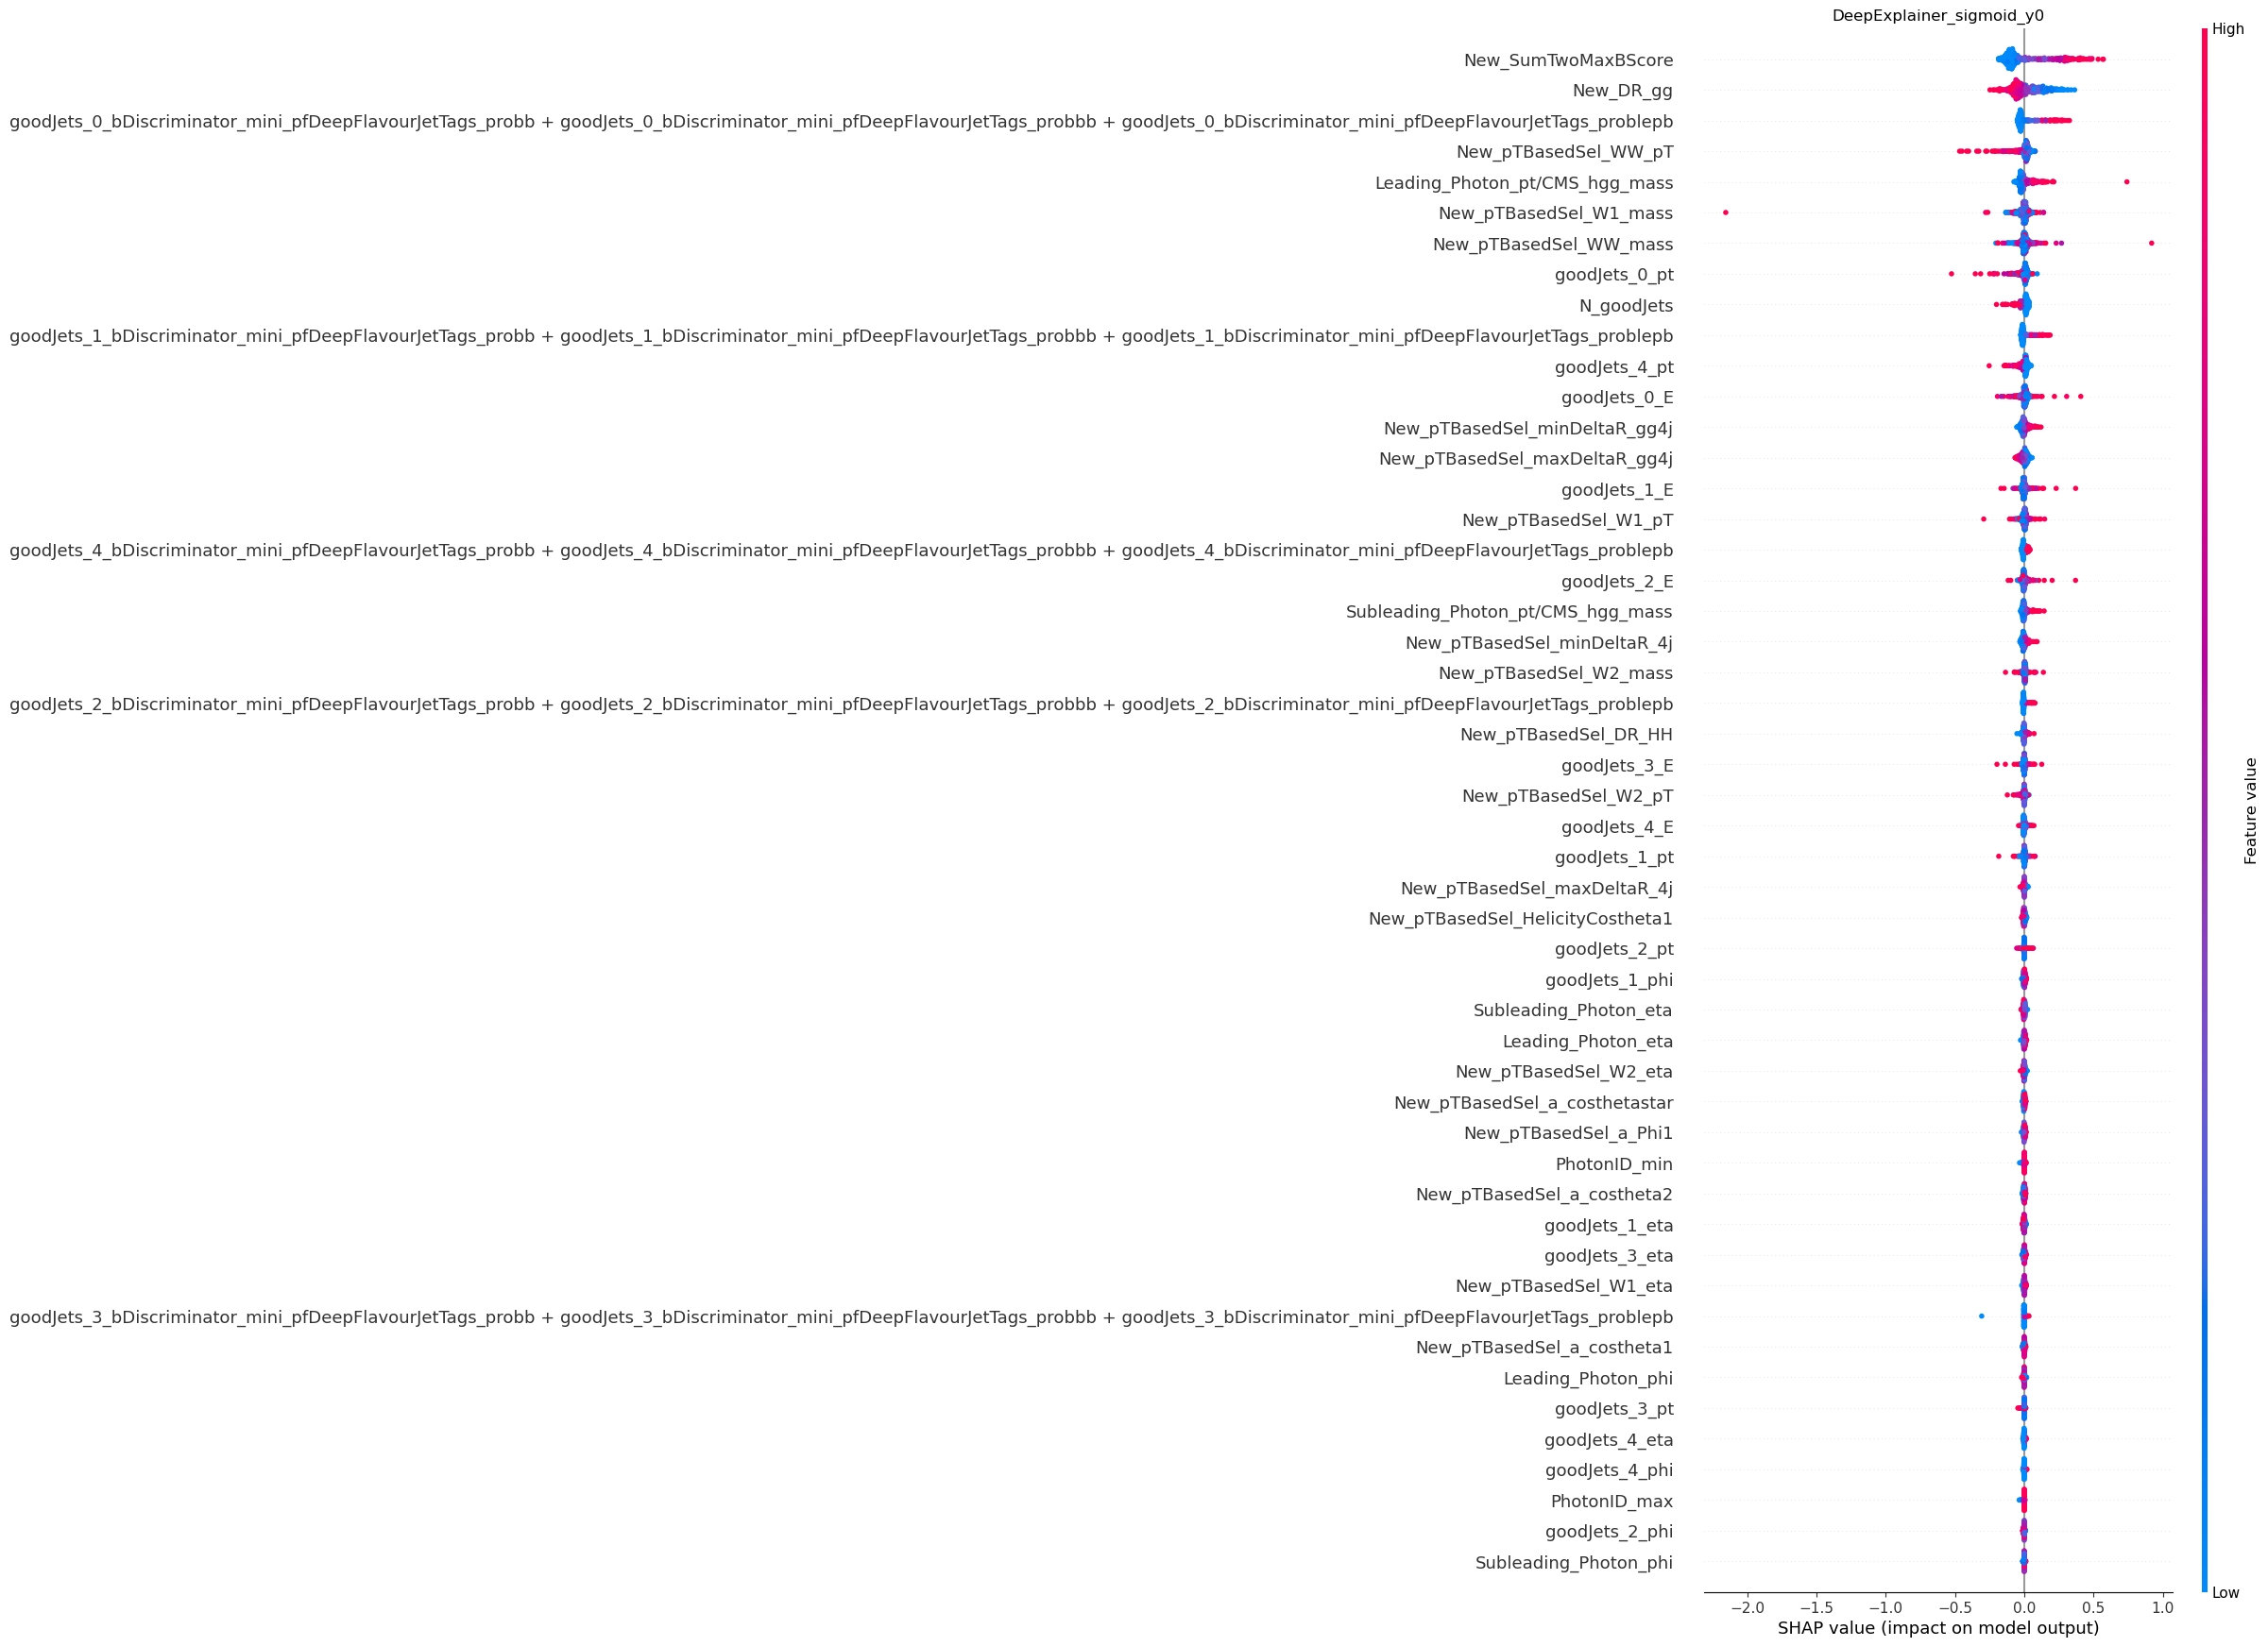 DeepExplainer_sigmoid_y0
High
New_SumTwoMaxBScore
New_DR_gg
goodJets_0_bDiscriminator_mini_pfDeepFlavourJetTags_probb + goodJets_0_bDiscriminator_mini_pfDeepFlavourJetTags_probbb + goodJets_0_bDiscriminator_mini_pfDeepFlavourJetTags_problepb
New_pTBasedSel_WW_pT
Leading_Photon_pt/CMS_hgg_mass
New_pTBasedSel_W1_mass
New_pTBasedSel_WW_mass
goodJets_0_pt
N_goodJets
goodJets_1_bDiscriminator_mini_pfDeepFlavourJetTags_probb + goodJets_1_bDiscriminator_mini_pfDeepFlavourJetTags_probbb + goodJets_1_bDiscriminator_mini_pfDeepFlavourJetTags_problepb
goodJets_4_pt
goodJets_0_E
New_pTBasedSel_minDeltaR_gg4j
New_pTBasedSel_maxDeltaR_gg4j
goodJets_1_E
New_pTBasedSel_W1_pT
goodJets_4_bDiscriminator_mini_pfDeepFlavourJetTags_probb + goodJets_4_bDiscriminator_mini_pfDeepFlavourJetTags_probbb + goodJets_4_bDiscriminator_mini_pfDeepFlavourJetTags_problepb
goodJets_2_E
Subleading_Photon_pt/CMS_hgg_mass
New_pTBasedSel_minDeltaR_4j
New_pTBasedSel_W2_mass
goodJets_2_bDiscriminator_mini_pfDeepFlavourJetTags_probb + goodJets_2_bDiscriminator_mini_pfDeepFlavourJetTags_probbb + goodJets_2_bDiscriminator_mini_pfDeepFlavourJetTags_problepb
New_pTBasedSel_DR_HH
goodJets_3_E
New_pTBasedSel_W2_pT
goodJets_4_E
goodJets_1_pt
New_pTBasedSel_maxDeltaR_4j
New_pTBasedSel_HelicityCostheta1
goodJets_2_pt
goodJets_1_phi
Subleading_Photon_eta
Leading_Photon_eta
New_pTBasedSel_W2_eta
New_pTBasedSel_a_costhetastar
New_pTBasedSel_a_Phi1
PhotonID_min
New_pTBasedSel_a_costheta2
goodJets_1_eta
goodJets_3_eta
New_pTBasedSel_W1_eta
goodJets_3_bDiscriminator_mini_pfDeepFlavourJetTags_probb + goodJets_3_bDiscriminator_mini_pfDeepFlavourJetTags_probbb + goodJets_3_bDiscriminator_mini_pfDeepFlavourJetTags_problepb
New_pTBasedSel_a_costheta1
Leading_Photon_phi
goodJets_3_pt
goodJets_4_eta
goodJets_4_phi
PhotonID_max
goodJets_2_phi
Subleading_Photon_phi
Low
Feature value
−2.0 −1.5 −1.0 −0.5 0.0 0.5 1.0
SHAP value (impact on model output)